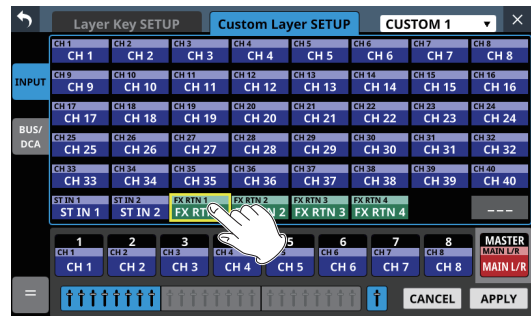 Layer Key SETUP Custom Layer SETUP CUSTOM 1
CH 1 CH 2 CH 3 CH 4 CH 5 CH 6 CH 7 CH 8
CH 1 CH 2 CH 3 CH 4 CH 5 CH 6 CH 7 CH 8
INPUT
CH 9 CH 10 CH 11 CH 12 CH 13 CH 14 CH 15 CH 16
CH 9 CH 10 CH 11 CH 12 CH 13 CH 14 CH 15 CH 16
CH 17 CH 18 CH 19 CH 20 CH 21 CH 22 CH 23 CH 24
CH 17 CH 18 CH 19 CH 20 CH 21 CH 22 CH 23 CH 24
BUS/
DCA
CH 25 CH 26 CH 27 CH 28 CH 29 CH 30 CH 31 CH 32
CH 25 CH 26 CH 27 CH 28 CH 29 CH 30 CH 31 CH 32
CH 33 CH 34 CH 35 CH 36 CH 37 CH 38 CH 39 CH 40
CH 33 CH 34 CH 35 CH 36 CH 37 CH 38 CH 39 CH 40
ST IN 1 ST IN 2 FX RTN 1 FX RTN 2 FX RTN 3 FX RTN 4
ST IN 1 ST IN 2 FX RT 2 FX RTN 3 FX RTN 4 ---
1 2 3 5 6 7 8 MASTER
CH 1 CH 2 CH 3 CH 4 CH 6 CH 7 CH 8 MAIN L/R
CH 1 CH 2 CH 3 CH 4 CH 5 CH 6 CH 7 CH 8 MAIN L/R
CANCEL APPLY